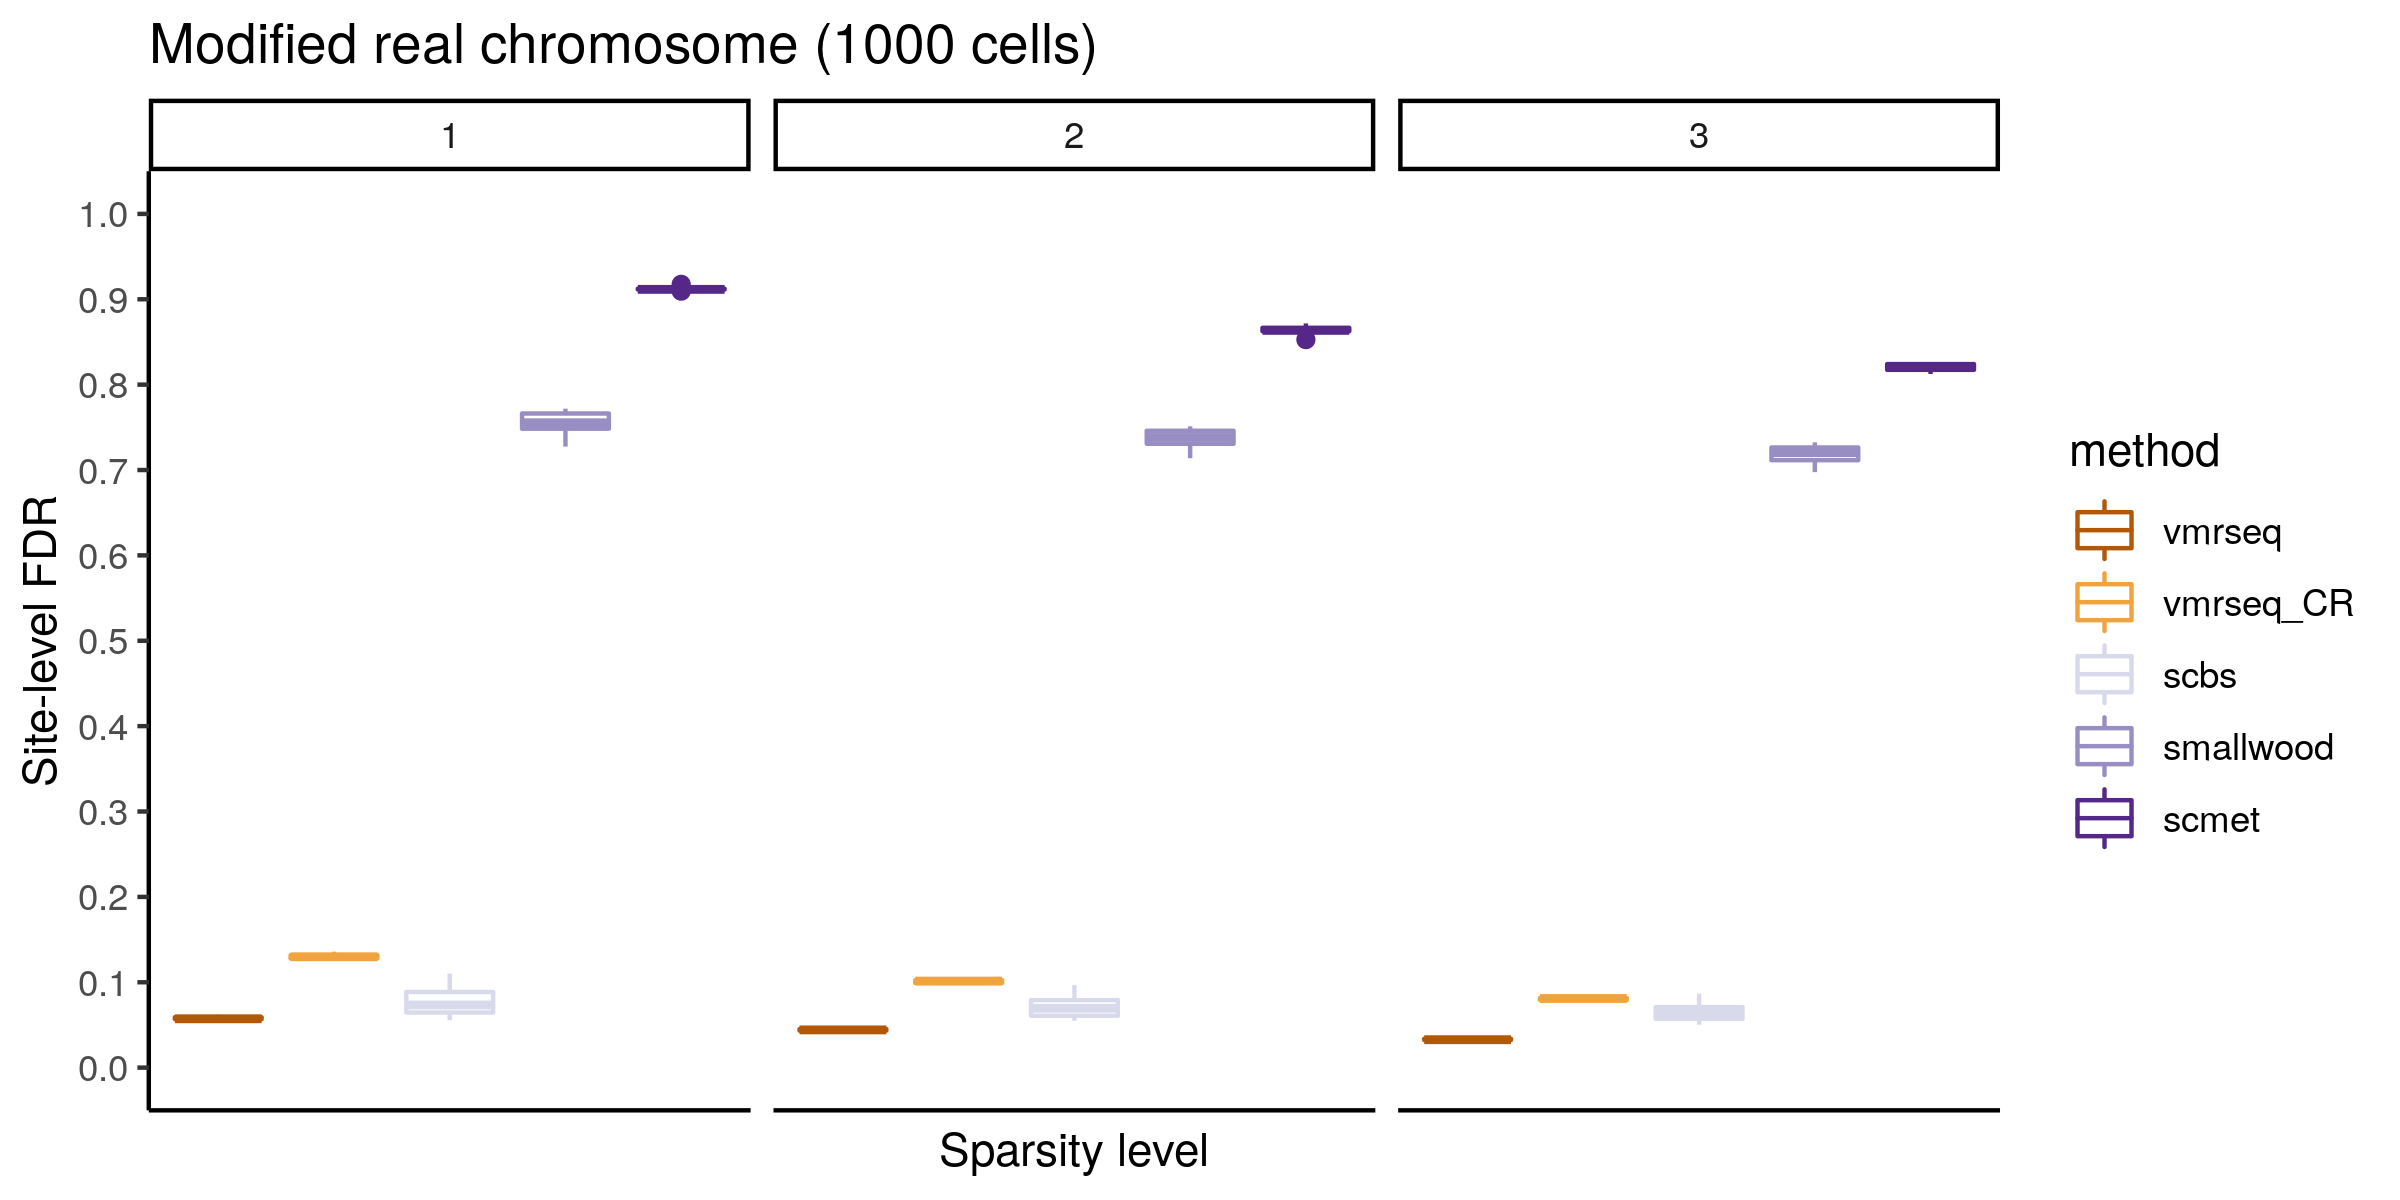 Modified real chromosome (1000 cells)
1 2 3
1.0
0.9
0.8
0.7
0.6
0.5
0.4
0.3
0.2
0.1
0.0
Site-level FDR
Sparsity level
method
vmrseq
vmrseq_CR
scbs
smallwood
scmet